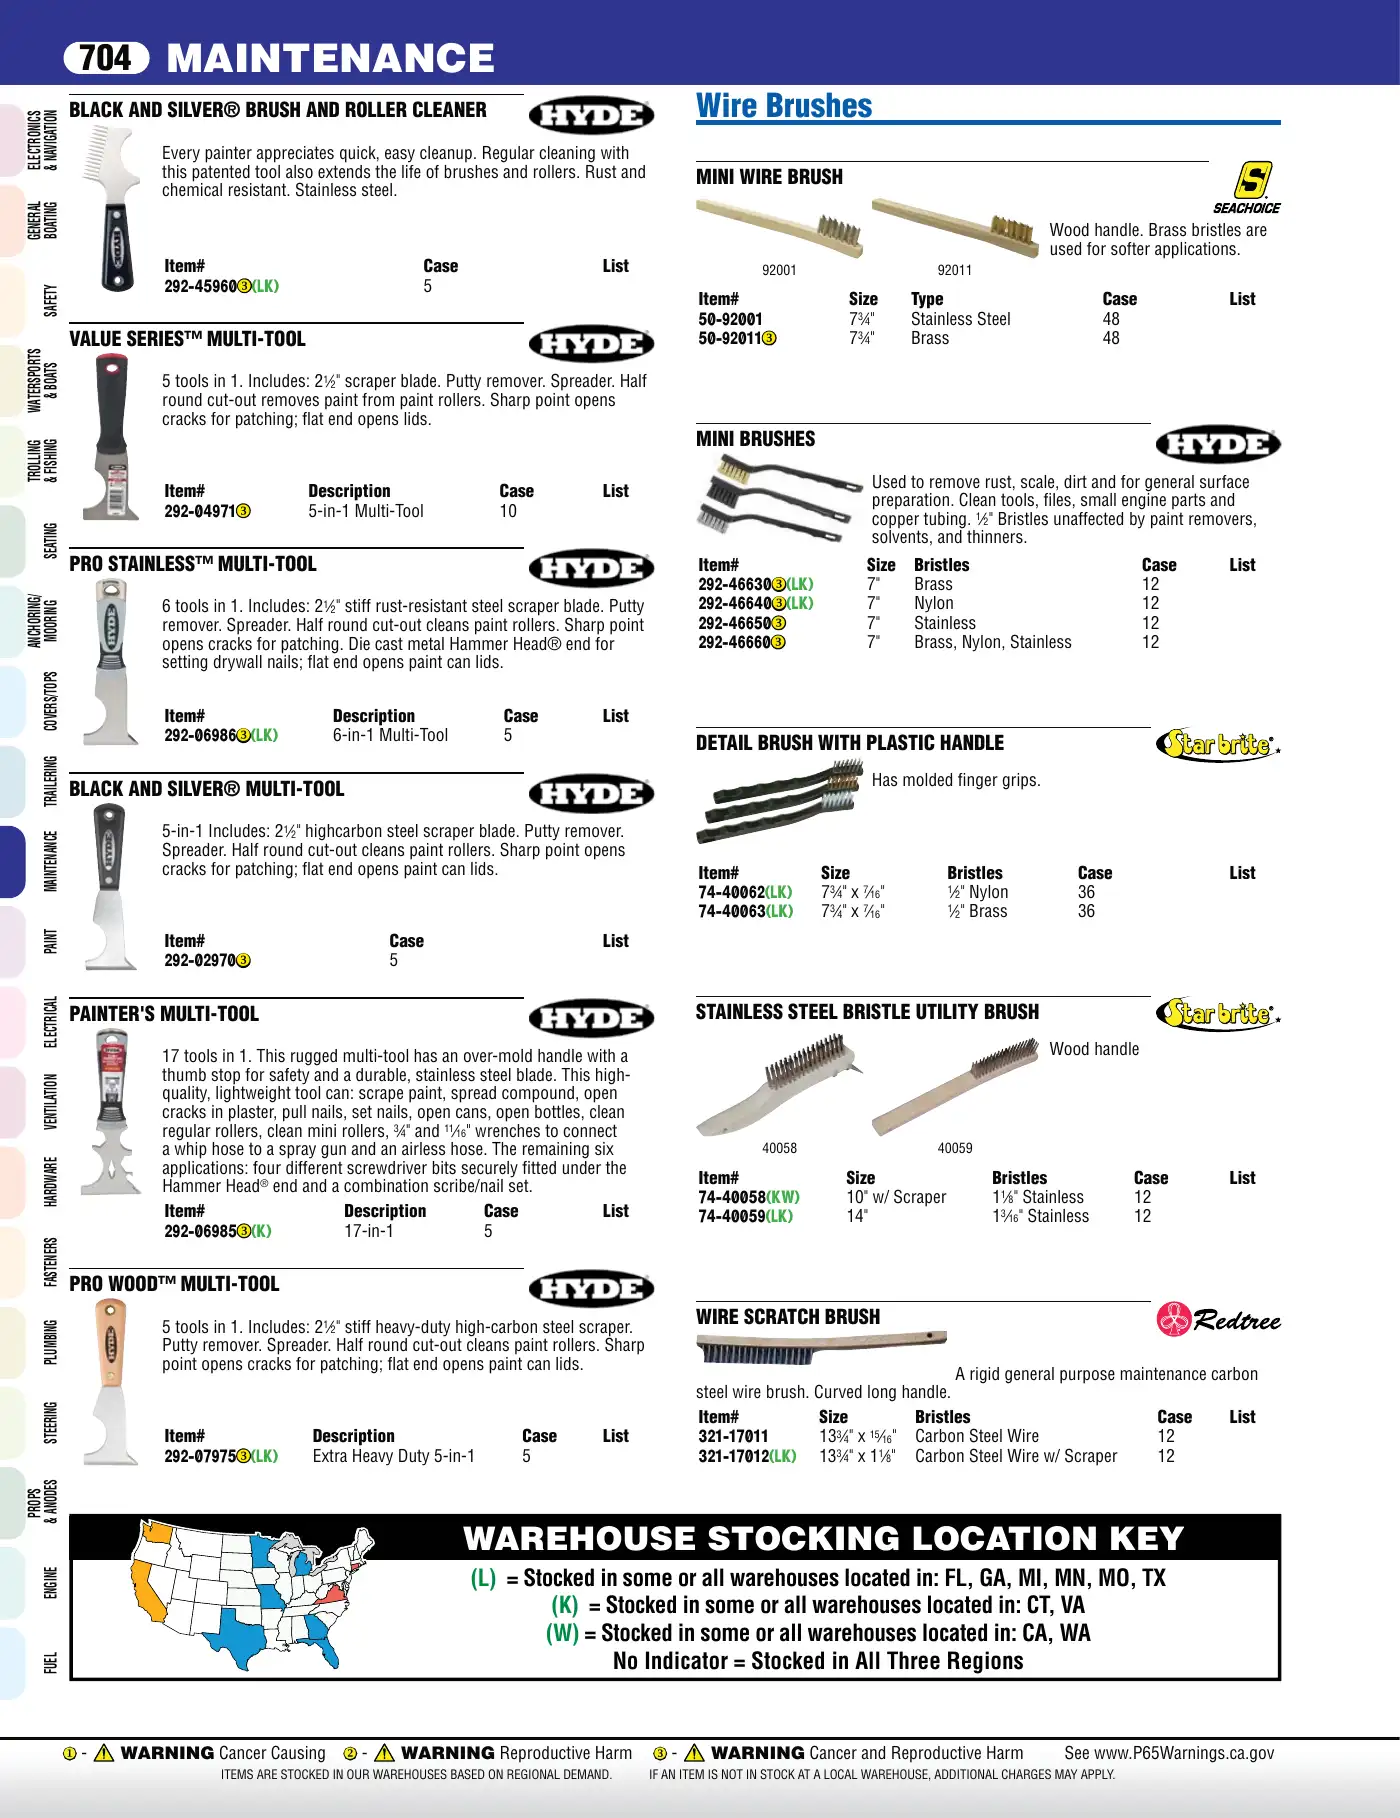 704 MAINTENANCE
ELECTRONICS
& NAVIGATION
GENERAL
BOATING
SAFETY
WATERSPORTS
& BOATS
TROLLING
& FISHING
SEATING
ANCHORING/
MOORING
COVERS/TOPS
TRAILERING
MAINTENANCE
PAINT
ELECTRICAL
VENTILATION
HARDWARE
FASTENERS
PLUMBING
STEERING
PROPS
& ANODES
ENGINE
FUEL
BLACK AND SILVER® BRUSH AND ROLLER CLEANER
HYDE
Every painter appreciates quick, easy cleanup. Regular cleaning with
this patented tool also extends the life of brushes and rollers. Rust and
chemical resistant. Stainless steel.
Item# Case List
292-45960③(LK) 5
VALUE SERIES™ MULTI-TOOL
HYDE
5 tools in 1. Includes: 2½" scraper blade. Putty remover. Spreader. Half
round cut-out removes paint from paint rollers. Sharp point opens
cracks for patching; flat end opens lids.
Item# Description Case List
292-04971③ 5-in-1 Multi-Tool 10
PRO STAINLESS™ MULTI-TOOL
HYDE
6 tools in 1. Includes: 2½" stiff rust-resistant steel scraper blade. Putty
remover. Spreader. Half round cut-out cleans paint rollers. Sharp point
opens cracks for patching. Die cast metal Hammer Head® end for
setting drywall nails; flat end opens paint can lids.
Item# Description Case List
292-06986③(LK) 6-in-1 Multi-Tool 5
BLACK AND SILVER® MULTI-TOOL
HYDE
5-in-1 Includes: 2½" highcarbon steel scraper blade. Putty remover.
Spreader. Half round cut-out cleans paint rollers. Sharp point opens
cracks for patching; flat end opens paint can lids.
Item# Case List
292-02970③ 5
PAINTER'S MULTI-TOOL
HYDE
17 tools in 1. This rugged multi-tool has an over-mold handle with a
thumb stop for safety and a durable, stainless steel blade. This high-
quality, lightweight tool can: scrape paint, spread compound, open
cracks in plaster, pull nails, set nails, open cans, open bottles, clean
regular rollers, clean mini rollers, ¾" and 11⁄16" wrenches to connect
a whip hose to a spray gun and an airless hose. The remaining six
applications: four different screwdriver bits securely fitted under the
Hammer Head® end and a combination scribe/nail set.
Item# Description Case List
292-06985③(K) 17-in-1 5
PRO WOOD™ MULTI-TOOL
HYDE
5 tools in 1. Includes: 2½" stiff heavy-duty high-carbon steel scraper.
Putty remover. Spreader. Half round cut-out cleans paint rollers. Sharp
point opens cracks for patching; flat end opens paint can lids.
Item# Description Case List
292-07975③(LK) Extra Heavy Duty 5-in-1 5
Wire Brushes
MINI WIRE BRUSH
SEACHOICE
Wood handle. Brass bristles are
used for softer applications.
92001 92011
Item# Size Type Case List
50-92001 7¾" Stainless Steel 48
50-92011③ 7¾" Brass 48
MINI BRUSHES
HYDE
Used to remove rust, scale, dirt and for general surface
preparation. Clean tools, files, small engine parts and
copper tubing. ½" Bristles unaffected by paint removers,
solvents, and thinners.
Item# Size Bristles Case List
292-46630③(LK) 7" Brass 12
292-46640③(LK) 7" Nylon 12
292-46650③ 7" Stainless 12
292-46660③ 7" Brass, Nylon, Stainless 12
DETAIL BRUSH WITH PLASTIC HANDLE
Star brite
Has molded finger grips.
Item# Size Bristles Case List
74-40062(LK) 7¾" x 7⁄16" ½" Nylon 36
74-40063(LK) 7¾" x 7⁄16" ½" Brass 36
STAINLESS STEEL BRISTLE UTILITY BRUSH
Star brite
Wood handle
40058 40059
Item# Size Bristles Case List
74-40058(KW) 10" w/ Scraper 1⅛" Stainless 12
74-40059(LK) 14" 13⁄16" Stainless 12
WIRE SCRATCH BRUSH
Redtree
A rigid general purpose maintenance carbon
steel wire brush. Curved long handle.
Item# Size Bristles Case List
321-17011 13¾" x 15⁄16" Carbon Steel Wire 12
321-17012(LK) 13¾" x 1⅛" Carbon Steel Wire w/ Scraper 12
WAREHOUSE STOCKING LOCATION KEY
(L) = Stocked in some or all warehouses located in: FL, GA, MI, MN, MO, TX
(K) = Stocked in some or all warehouses located in: CT, VA
(W) = Stocked in some or all warehouses located in: CA, WA
No Indicator = Stocked in All Three Regions
① - WARNING Cancer Causing ② - WARNING Reproductive Harm ③ - WARNING Cancer and Reproductive Harm See www.P65Warnings.ca.gov
ITEMS ARE STOCKED IN OUR WAREHOUSES BASED ON REGIONAL DEMAND. IF AN ITEM IS NOT IN STOCK AT A LOCAL WAREHOUSE, ADDITIONAL CHARGES MAY APPLY.